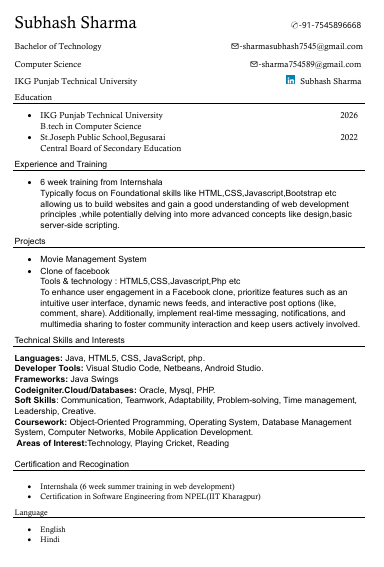 Subhash Sharma
✆-91-7545896668
Bachelor of Technology
✉-sharmasubhash7545@gmail.com
Computer Science
✉-sharma754589@gmail.com
IKG Punjab Technical University
in Subhash Sharma
Education
• IKG Punjab Technical University 2026
B.tech in Computer Science
• St.Joseph Public School,Begusarai 2022
Central Board of Secondary Education
Experience and Training
• 6 week training from Internshala
Typically focus on Foundational skills like HTML,CSS,Javascript,Bootstrap etc
allowing us to build websites and gain a good understanding of web development
principles ,while potentially delving into more advanced concepts like design,basic
server-side scripting.
Projects
• Movie Management System
• Clone of facebook
Tools & technology : HTML5,CSS,Javascript,Php etc
To enhance user engagement in a Facebook clone, prioritize features such as an
intuitive user interface, dynamic news feeds, and interactive post options (like,
comment, share). Additionally, implement real-time messaging, notifications, and
multimedia sharing to foster community interaction and keep users actively involved.
Technical Skills and Interests
Languages: Java, HTML5, CSS, JavaScript, php.
Developer Tools: Visual Studio Code, Netbeans, Android Studio.
Frameworks: Java Swings
Codeigniter.Cloud/Databases: Oracle, Mysql, PHP.
Soft Skills: Communication, Teamwork, Adaptability, Problem-solving, Time management,
Leadership, Creative.
Coursework: Object-Oriented Programming, Operating System, Database Management
System, Computer Networks, Mobile Application Development.
Areas of Interest:Technology, Playing Cricket, Reading
Certification and Recogination
• Internshala (6 week summer training in web development)
• Certification in Software Engineering from NPEL(IIT Kharagpur)
Language
• English
• Hindi